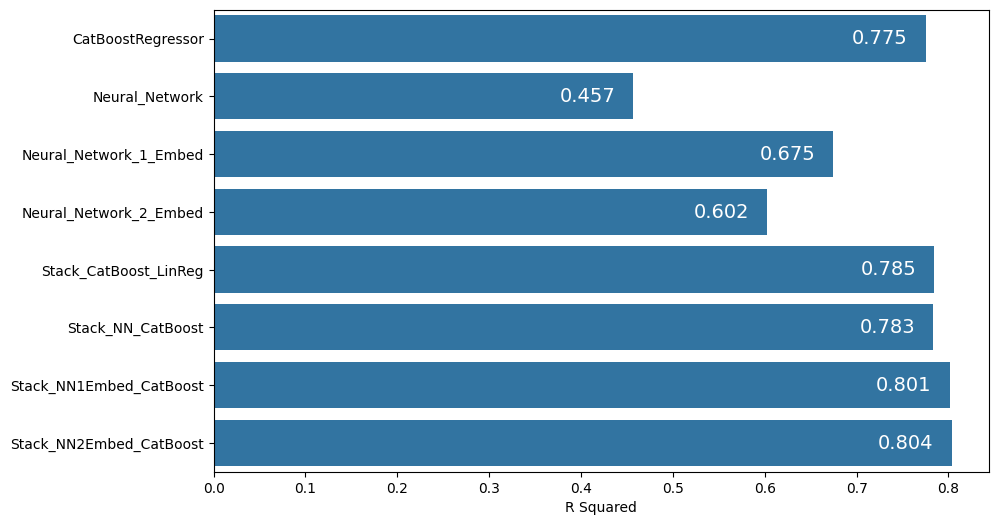 CatBoostRegressor 0.775
Neural_Network 0.457
Neural_Network_1_Embed 0.675
Neural_Network_2_Embed 0.602
Stack_CatBoost_LinReg 0.785
Stack_NN_CatBoost 0.783
Stack_NN1Embed_CatBoost 0.801
Stack_NN2Embed_CatBoost 0.804
0.0 0.1 0.2 0.3 0.4 0.5 0.6 0.7 0.8
R Squared